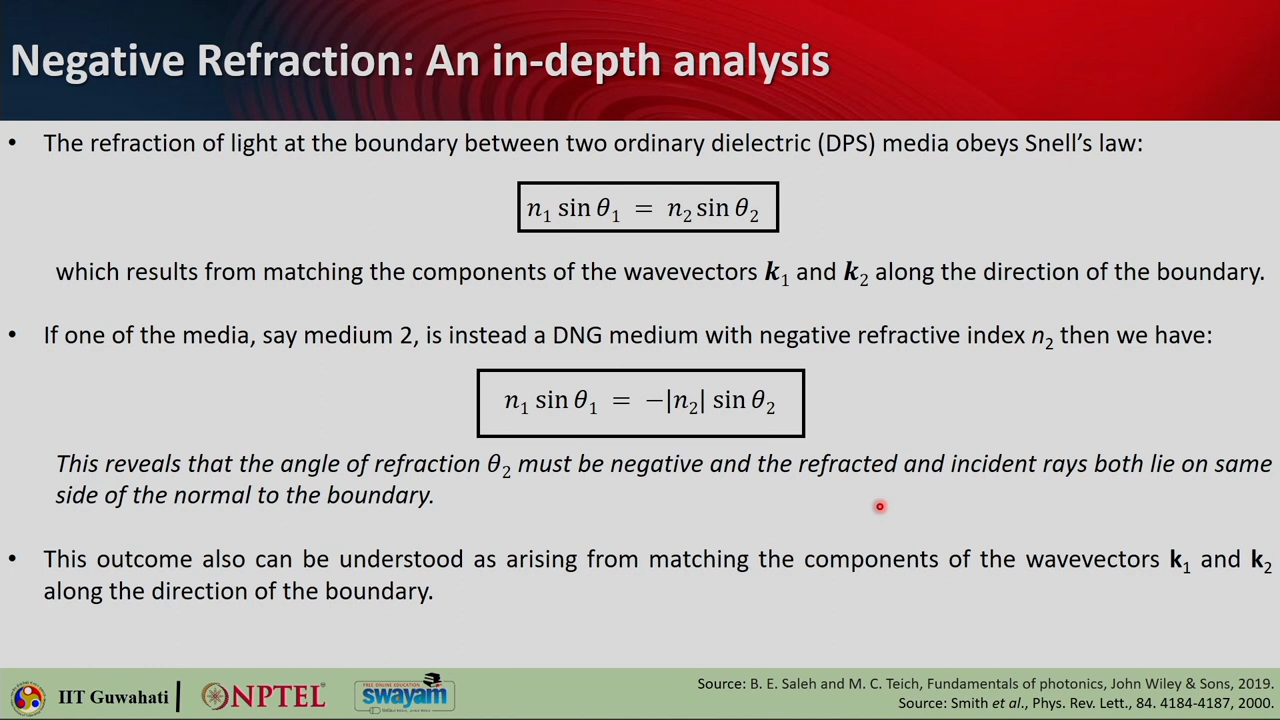 Negative Refraction: An in-depth analysis
• The refraction of light at the boundary between two ordinary dielectric (DPS) media obeys Snell's law:
n₁ sin θ₁ = n₂ sin θ₂
which results from matching the components of the wavevectors k₁ and k₂ along the direction of the boundary.
• If one of the media, say medium 2, is instead a DNG medium with negative refractive index n₂ then we have:
n₁ sin θ₁ = −|n₂| sin θ₂
This reveals that the angle of refraction θ₂ must be negative and the refracted and incident rays both lie on same
side of the normal to the boundary.
• This outcome also can be understood as arising from matching the components of the wavevectors k₁ and k₂
along the direction of the boundary.
IIT Guwahati
NPTEL
FREE ONLINE EDUCATION
swayam
Source: B. E. Saleh and M. C. Teich, Fundamentals of photonics, John Wiley & Sons, 2019.
Source: Smith et al., Phys. Rev. Lett., 84. 4184-4187, 2000.